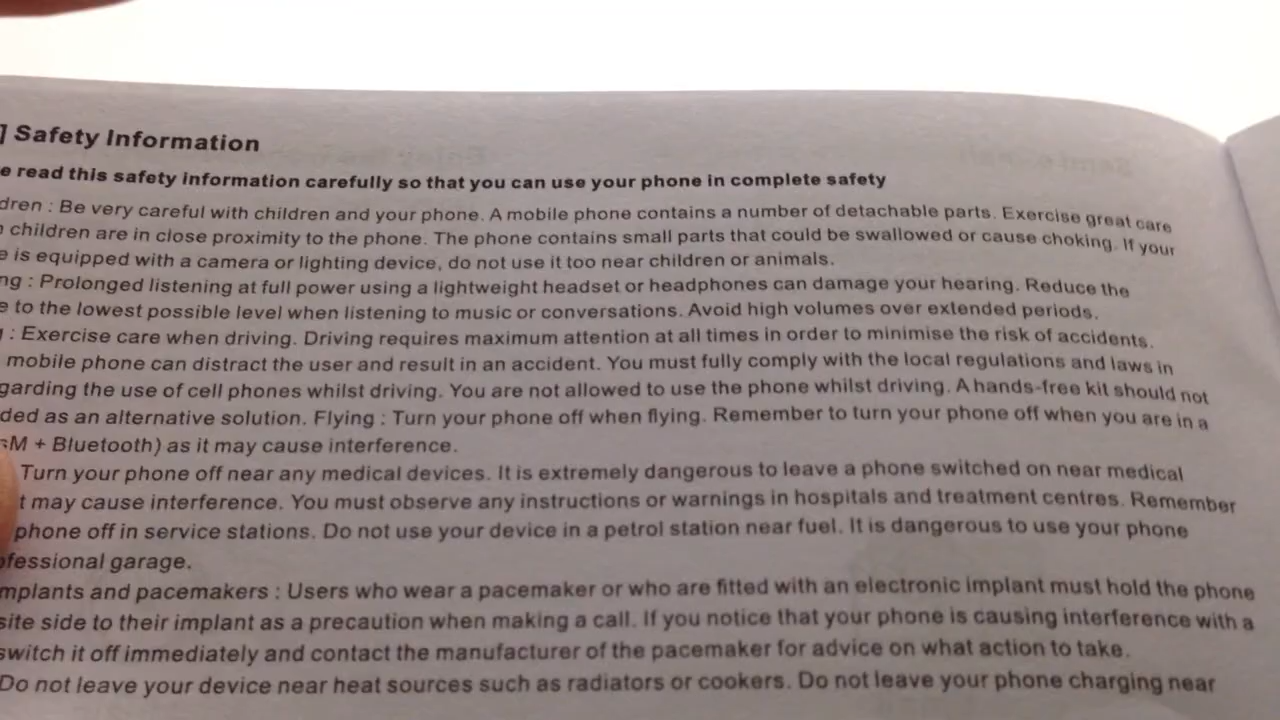 ] Safety Information
e read this safety information carefully so that you can use your phone in complete safety
dren : Be very careful with children and your phone. A mobile phone contains a number of detachable parts. Exercise great care
children are in close proximity to the phone. The phone contains small parts that could be swallowed or cause choking. If your
e is equipped with a camera or lighting device, do not use it too near children or animals.
ng : Prolonged listening at full power using a lightweight headset or headphones can damage your hearing. Reduce the
e to the lowest possible level when listening to music or conversations. Avoid high volumes over extended periods.
: Exercise care when driving. Driving requires maximum attention at all times in order to minimise the risk of accidents.
mobile phone can distract the user and result in an accident. You must fully comply with the local regulations and laws in
garding the use of cell phones whilst driving. You are not allowed to use the phone whilst driving. A hands-free kit should not
ded as an alternative solution. Flying : Turn your phone off when flying. Remember to turn your phone off when you are in a
SM + Bluetooth) as it may cause interference.
Turn your phone off near any medical devices. It is extremely dangerous to leave a phone switched on near medical
t may cause interference. You must observe any instructions or warnings in hospitals and treatment centres. Remember
phone off in service stations. Do not use your device in a petrol station near fuel. It is dangerous to use your phone
ofessional garage.
mplants and pacemakers : Users who wear a pacemaker or who are fitted with an electronic implant must hold the phone
site side to their implant as a precaution when making a call. If you notice that your phone is causing interference with a
switch it off immediately and contact the manufacturer of the pacemaker for advice on what action to take.
Do not leave your device near heat sources such as radiators or cookers. Do not leave your phone charging near